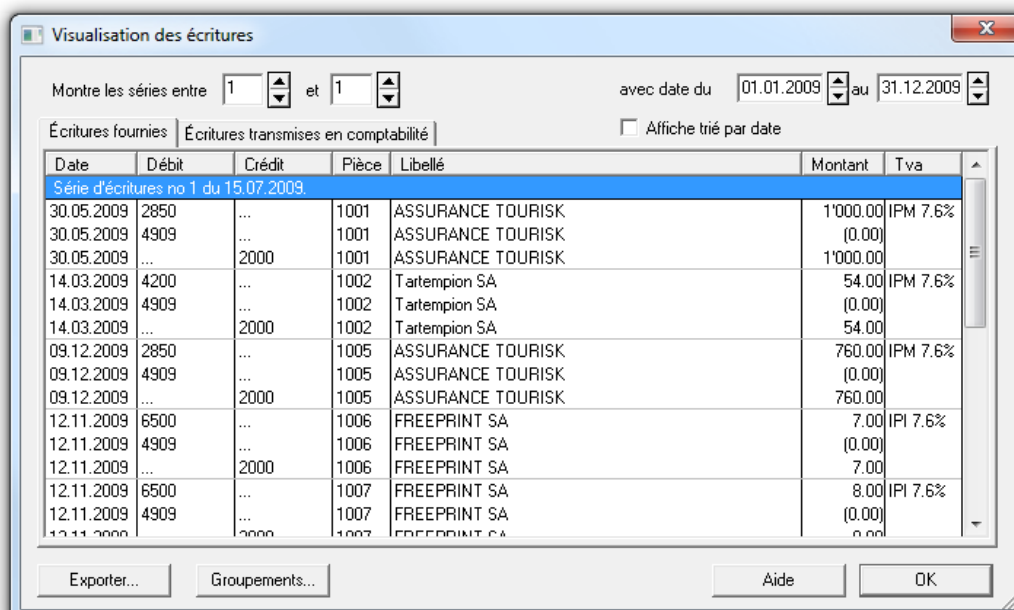 Visualisation des écritures
Montre les séries entre 1 et 1 avec date du 01.01.2009 au 31.12.2009
Écritures fournies Écritures transmises en comptabilité Affiche trié par date
Date Débit Crédit Pièce Libellé Montant Tva
Série d'écritures no 1 du 15.07.2009.
30.05.2009 2850 ... 1001 ASSURANCE TOURISK 1'000.00 IPM 7.6%
30.05.2009 4909 ... 1001 ASSURANCE TOURISK (0.00)
30.05.2009 ... 2000 1001 ASSURANCE TOURISK 1'000.00
14.03.2009 4200 ... 1002 Tartempion SA 54.00 IPM 7.6%
14.03.2009 4909 ... 1002 Tartempion SA (0.00)
14.03.2009 ... 2000 1002 Tartempion SA 54.00
09.12.2009 2850 ... 1005 ASSURANCE TOURISK 760.00 IPM 7.6%
09.12.2009 4909 ... 1005 ASSURANCE TOURISK (0.00)
09.12.2009 ... 2000 1005 ASSURANCE TOURISK 760.00
12.11.2009 6500 ... 1006 FREEPRINT SA 7.00 IPI 7.6%
12.11.2009 4909 ... 1006 FREEPRINT SA (0.00)
12.11.2009 ... 2000 1006 FREEPRINT SA 7.00
12.11.2009 6500 ... 1007 FREEPRINT SA 8.00 IPI 7.6%
12.11.2009 4909 ... 1007 FREEPRINT SA (0.00)
12.11.2009 2000 1007 FREEPRINT SA
Exporter... Groupements... Aide OK